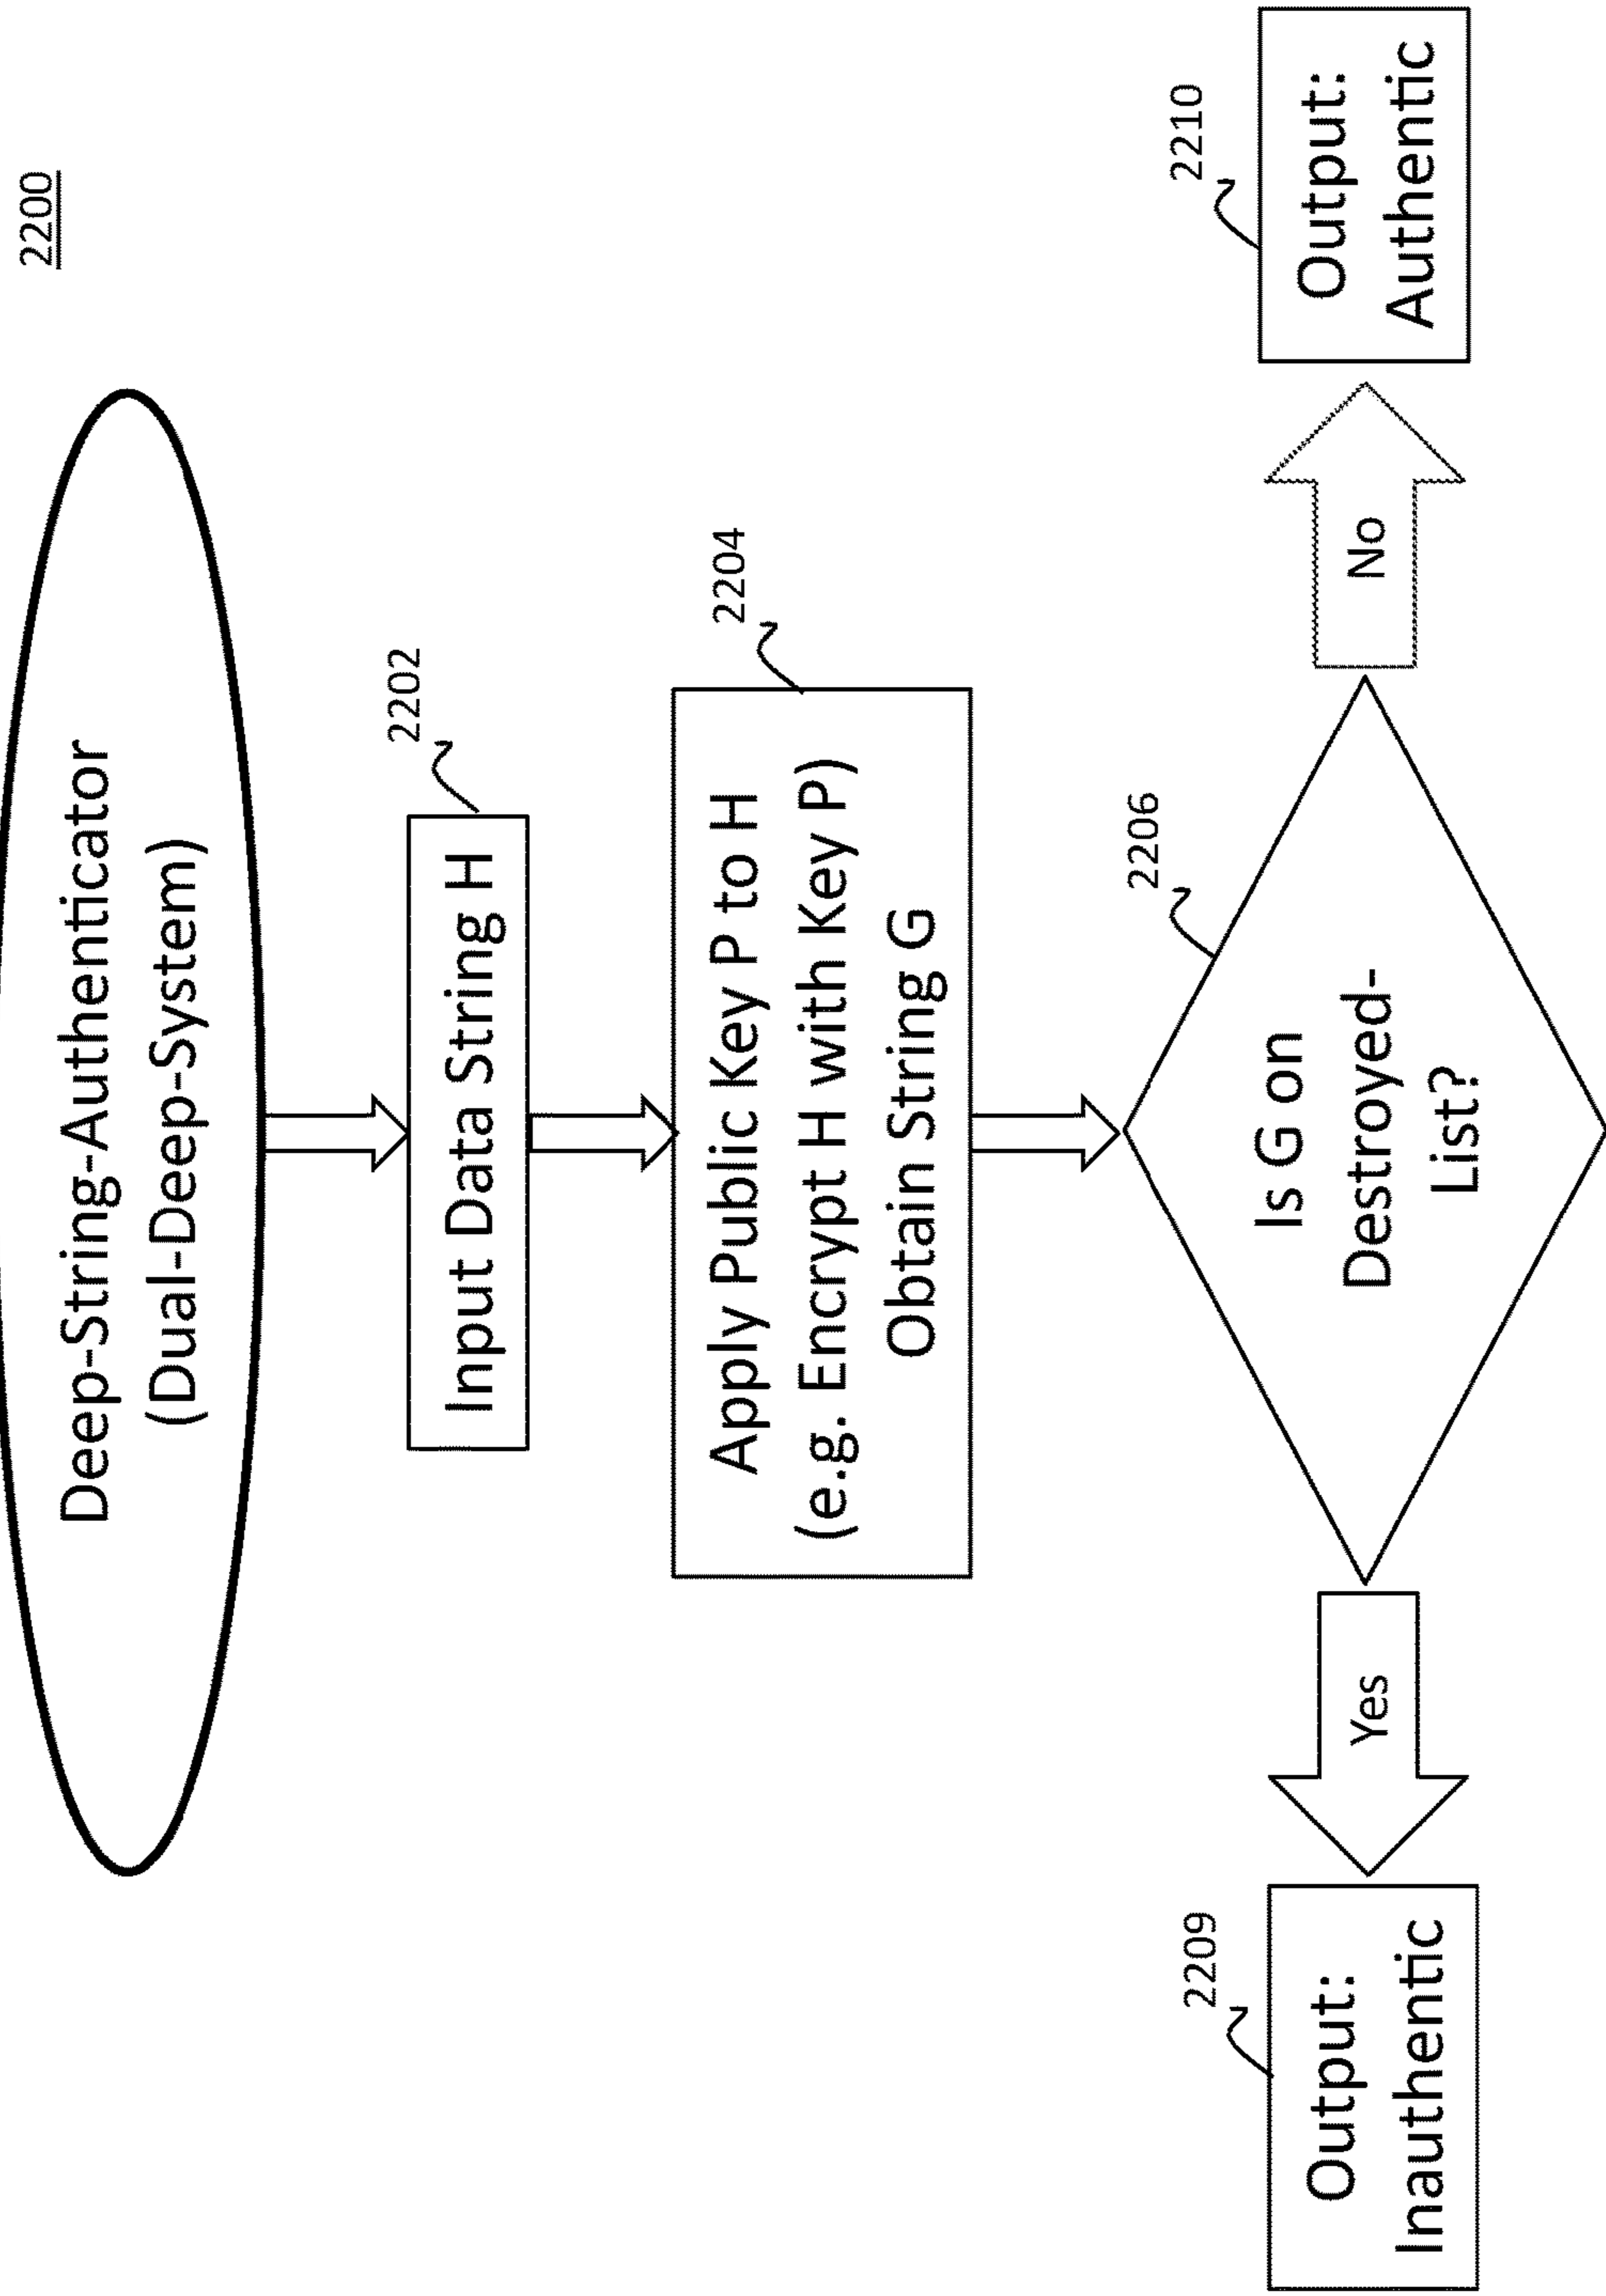 2200
Deep-String-Authenticator
(Dual-Deep-System)
2202
Input Data String H
2204
Apply Public Key P to H
(e.g. Encrypt H with Key P)
Obtain String G
2206
Is G on
Destroyed-
List?
Yes
No
2209
Output:
Inauthentic
2210
Output:
Authentic